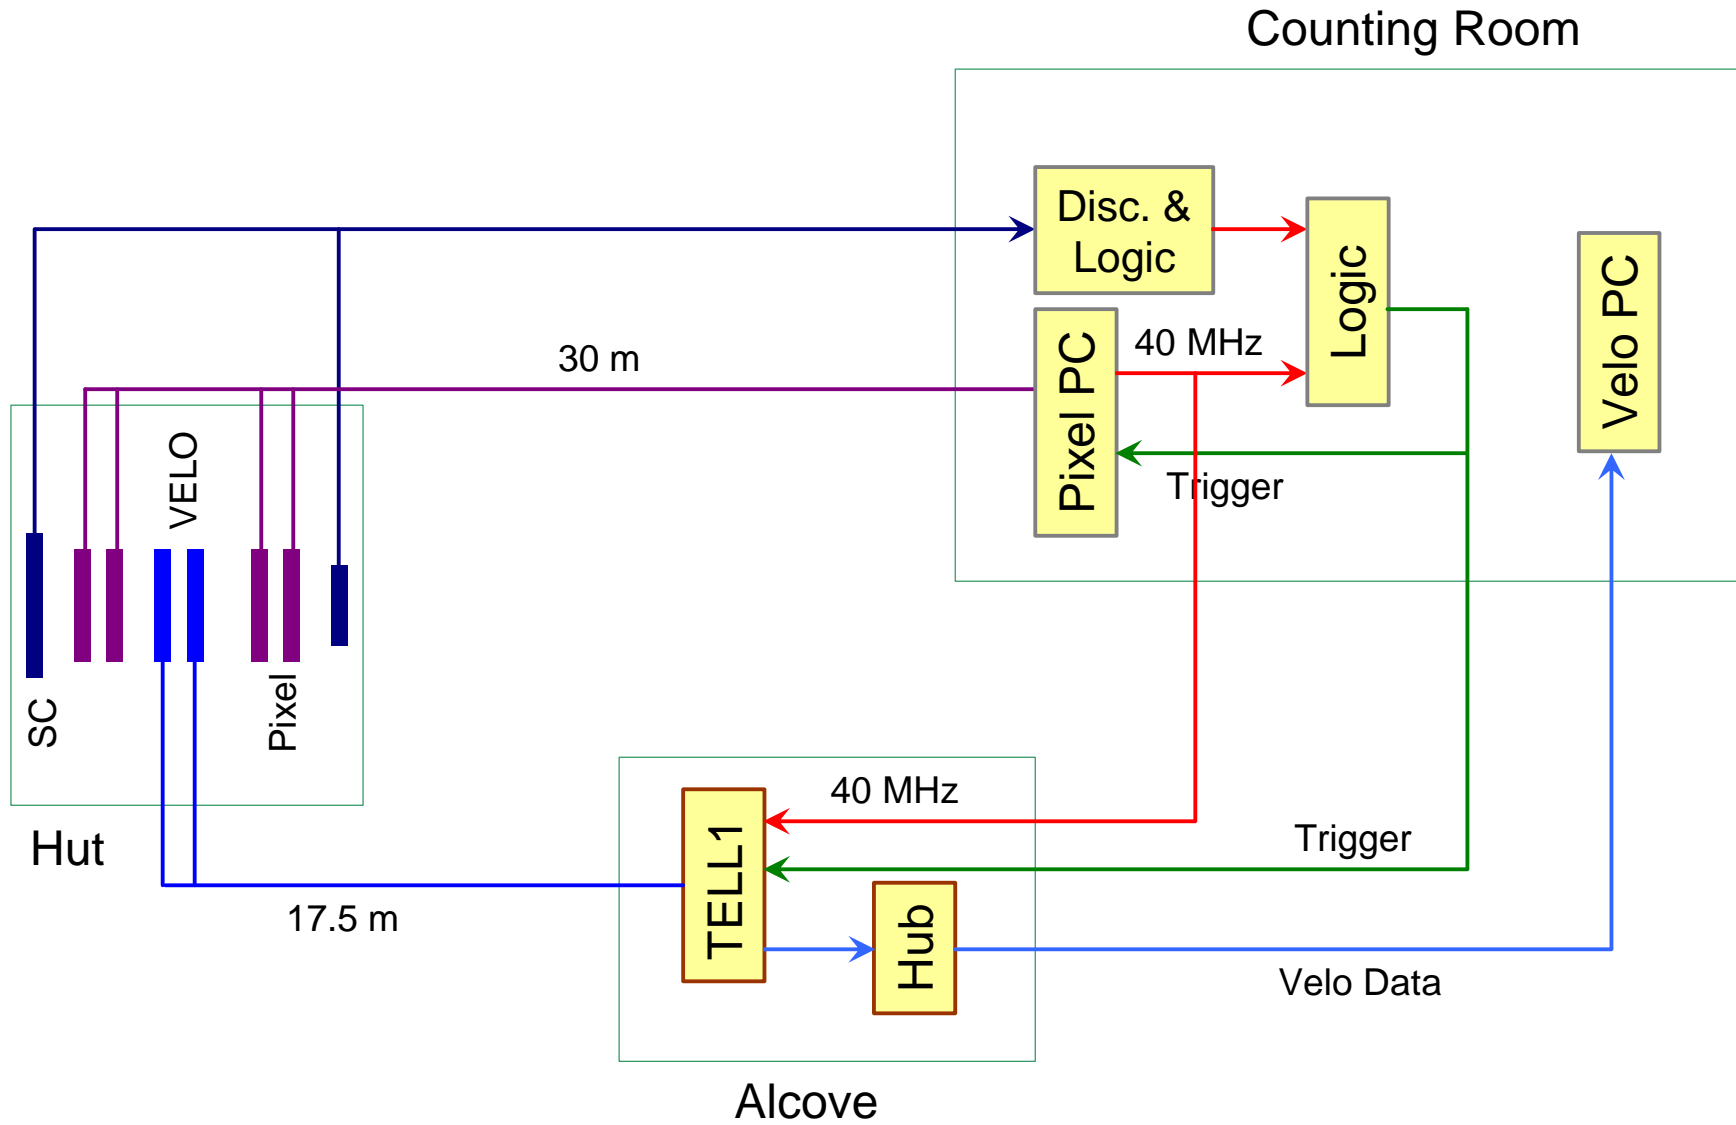 Counting Room
Disc. &
Logic
Logic
Velo PC
40 MHz
Pixel PC
30 m
Trigger
VELO
SC
Pixel
Hut
40 MHz
TELL1
Trigger
17.5 m
Hub
Velo Data
Alcove